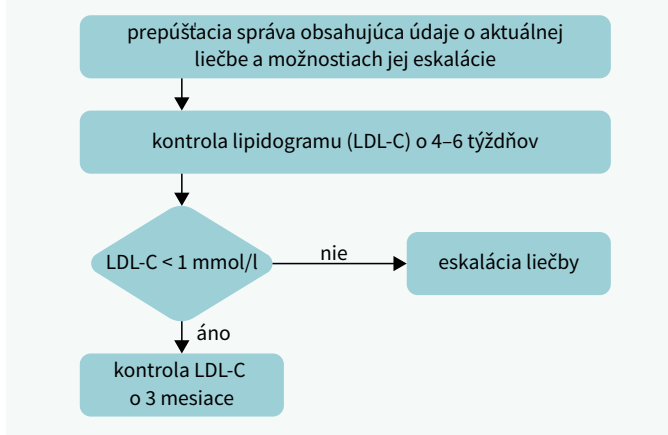 prepúšťacia správa obsahujúca údaje o aktuálnej
liečbe a možnostiach jej eskalácie
kontrola lipidogramu (LDL-C) o 4–6 týždňov
LDL-C < 1 mmol/l
nie
eskalácia liečby
áno
kontrola LDL-C
o 3 mesiace